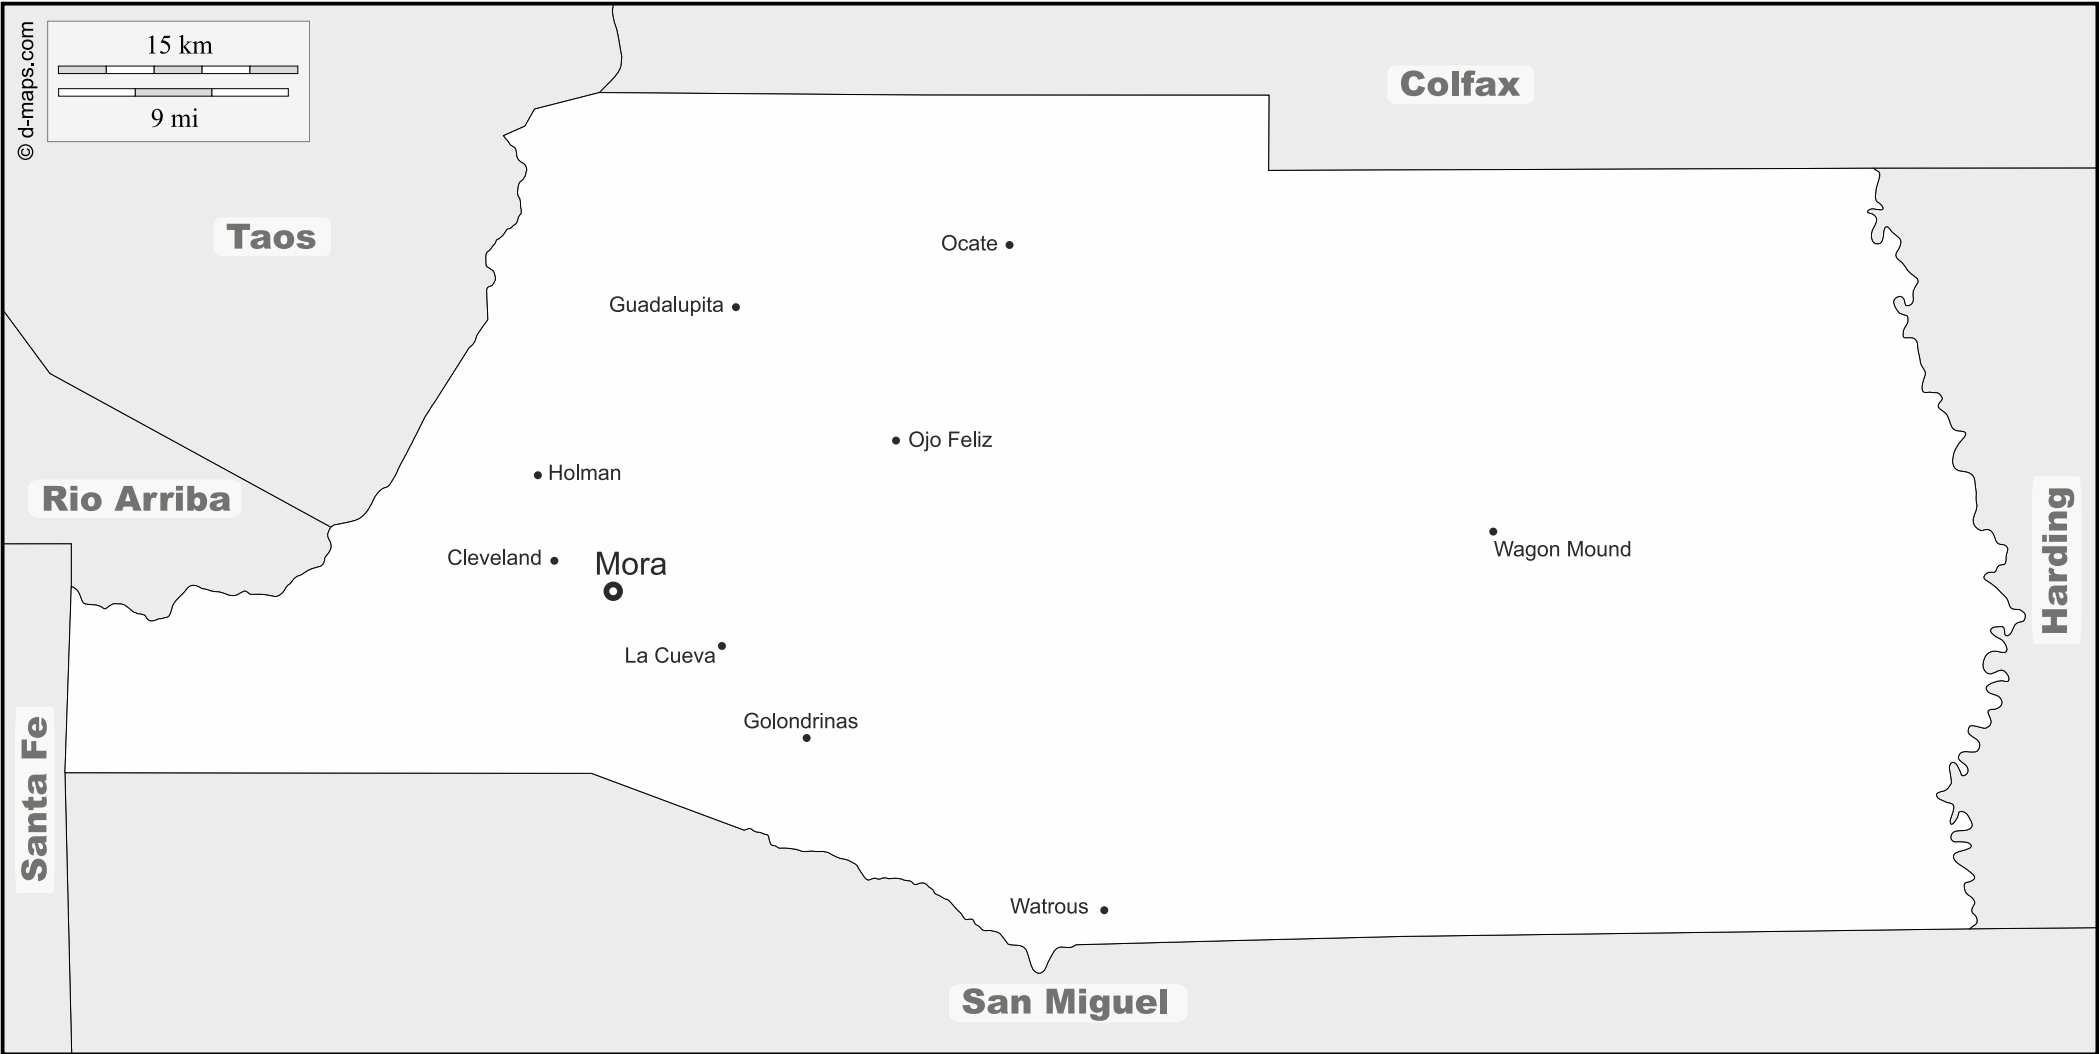 © d-maps.com
15 km
9 mi
Colfax
Taos
Ocate
Guadalupita
Ojo Feliz
Holman
Rio Arriba
Wagon Mound
Harding
Cleveland
Mora
La Cueva
Golondrinas
Santa Fe
Watrous
San Miguel